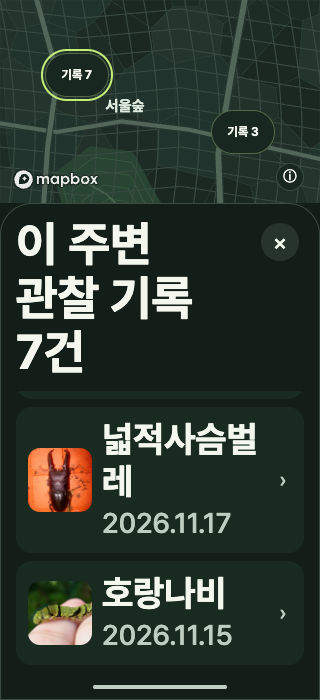 기록 7
서울숲
기록 3
mapbox
이 주변
관찰 기록
7건
×
넓적사슴벌
레
2026.11.17
›
호랑나비
2026.11.15
›